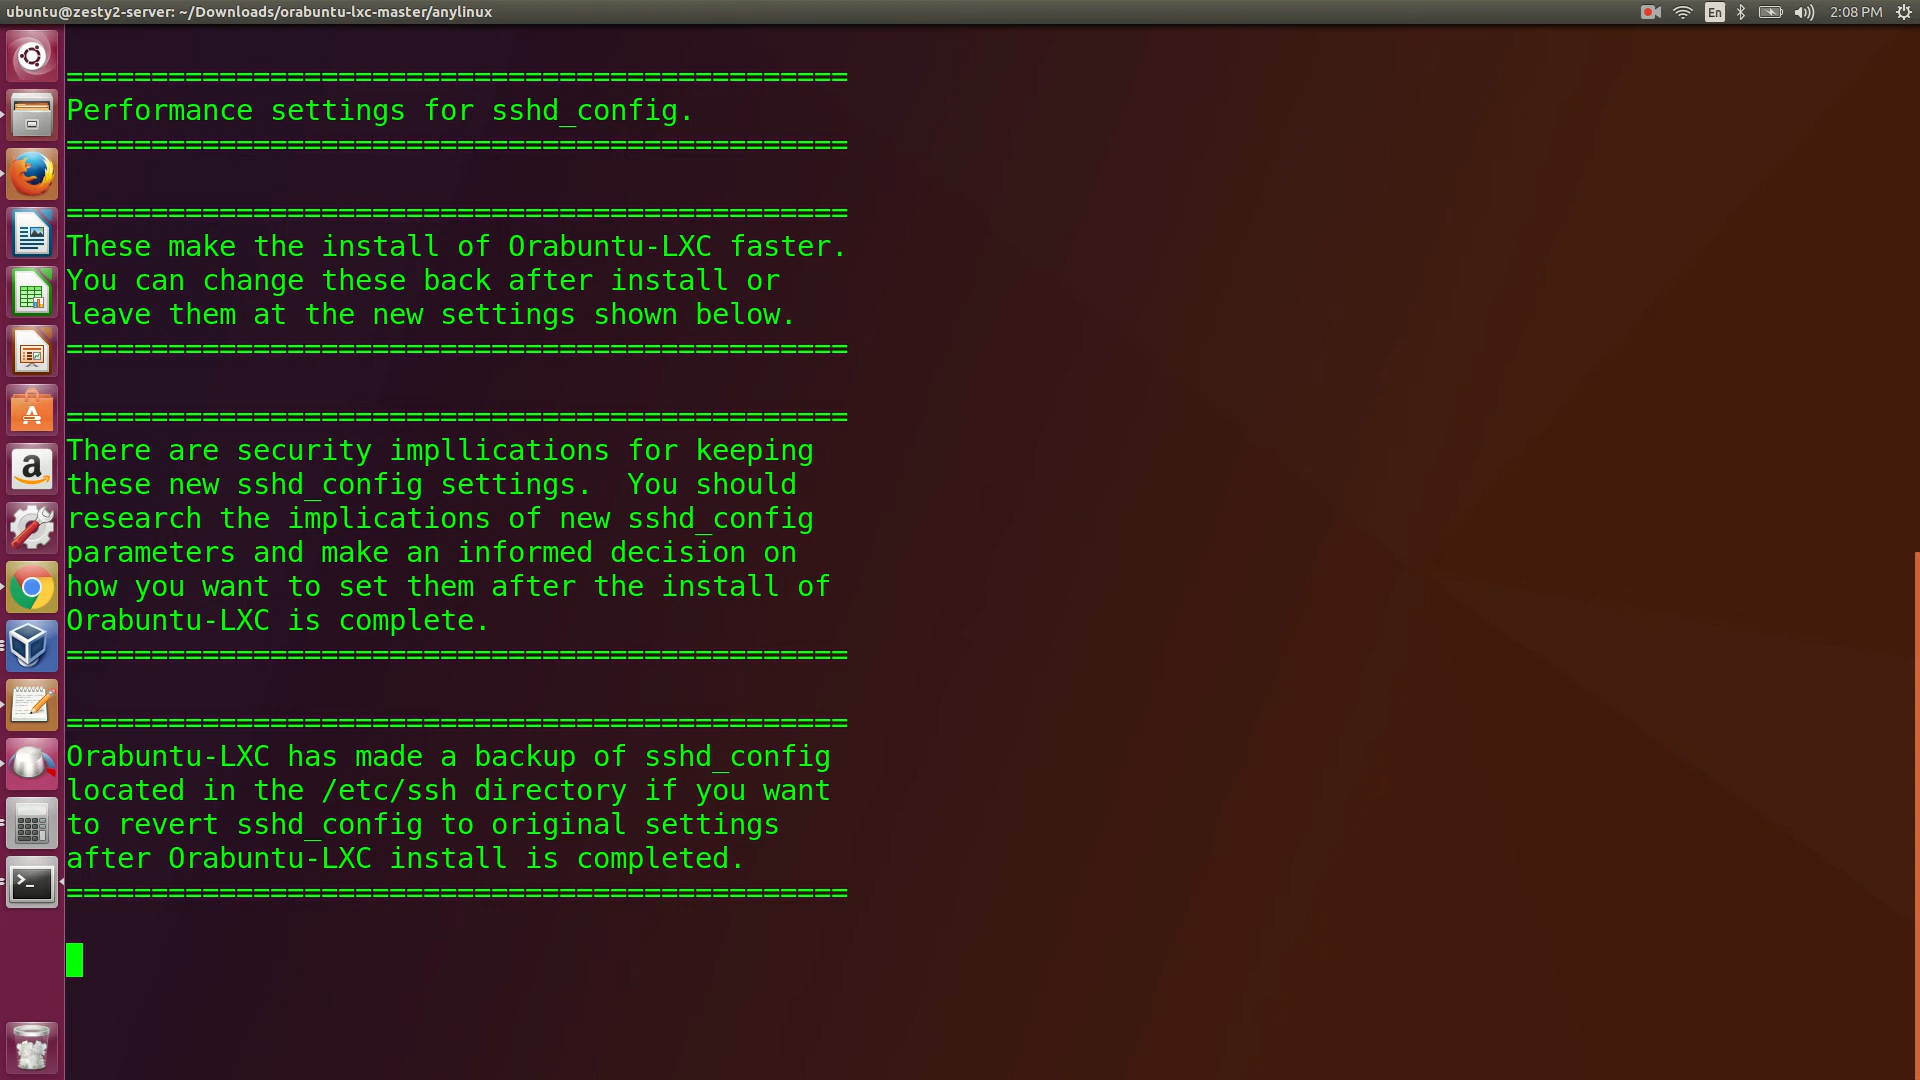 ubuntu@zesty2-server: ~/Downloads/orabuntu-lxc-master/anylinux
En
2:08 PM
==============================================
Performance settings for sshd_config.
==============================================
==============================================
These make the install of Orabuntu-LXC faster.
You can change these back after install or
leave them at the new settings shown below.
==============================================
==============================================
There are security impllications for keeping
these new sshd_config settings.  You should
research the implications of new sshd_config
parameters and make an informed decision on
how you want to set them after the install of
Orabuntu-LXC is complete.
==============================================
==============================================
Orabuntu-LXC has made a backup of sshd_config
located in the /etc/ssh directory if you want
to revert sshd_config to original settings
after Orabuntu-LXC install is completed.
==============================================